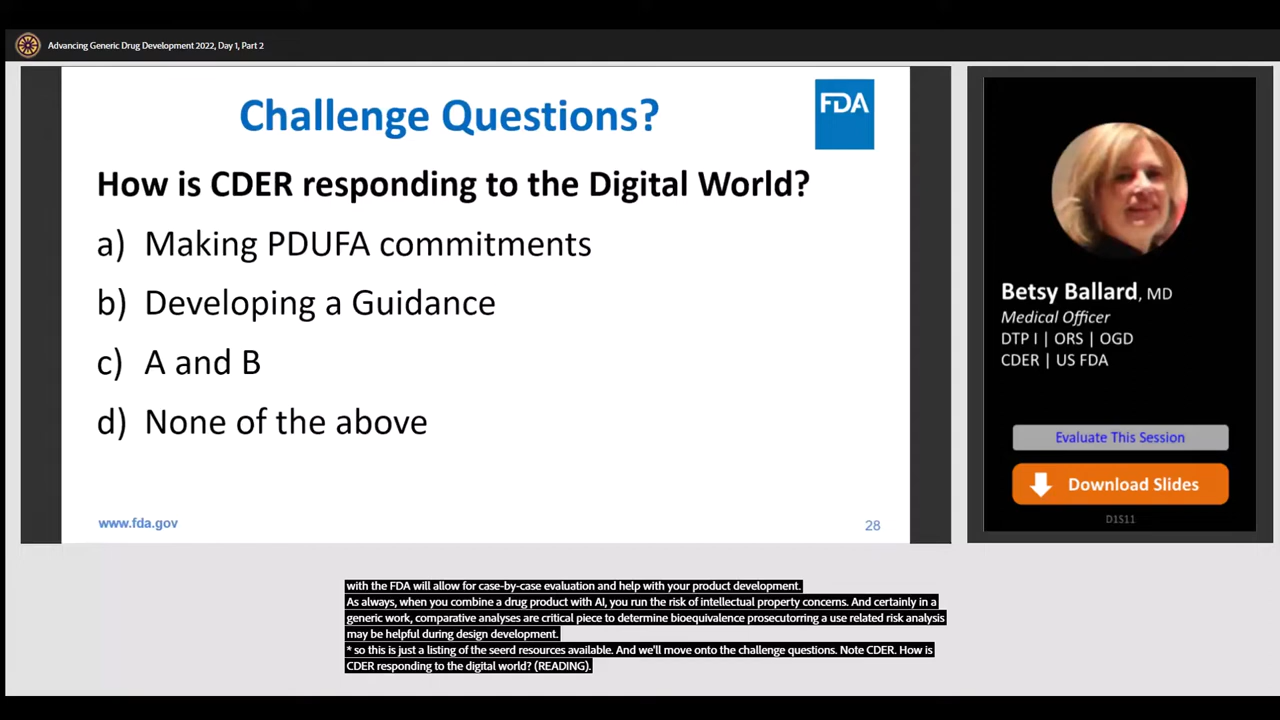 Advancing Generic Drug Development 2022, Day 1, Part 2
Challenge Questions?
FDA
How is CDER responding to the Digital World?
a) Making PDUFA commitments
b) Developing a Guidance
c) A and B
d) None of the above
www.fda.gov
28
Betsy Ballard, MD
Medical Officer
DTP I | ORS | OGD
CDER | US FDA
Evaluate This Session
Download Slides
D1S11
with the FDA will allow for case-by-case evaluation and help with your product development.
As always, when you combine a drug product with AI, you run the risk of intellectual property concerns. And certainly in a
generic work, comparative analyses are critical piece to determine bioequivalence prosecutorring a use related risk analysis
may be helpful during design development.
* so this is just a listing of the seerd resources available. And we'll move onto the challenge questions. Note CDER. How is
CDER responding to the digital world? (READING).